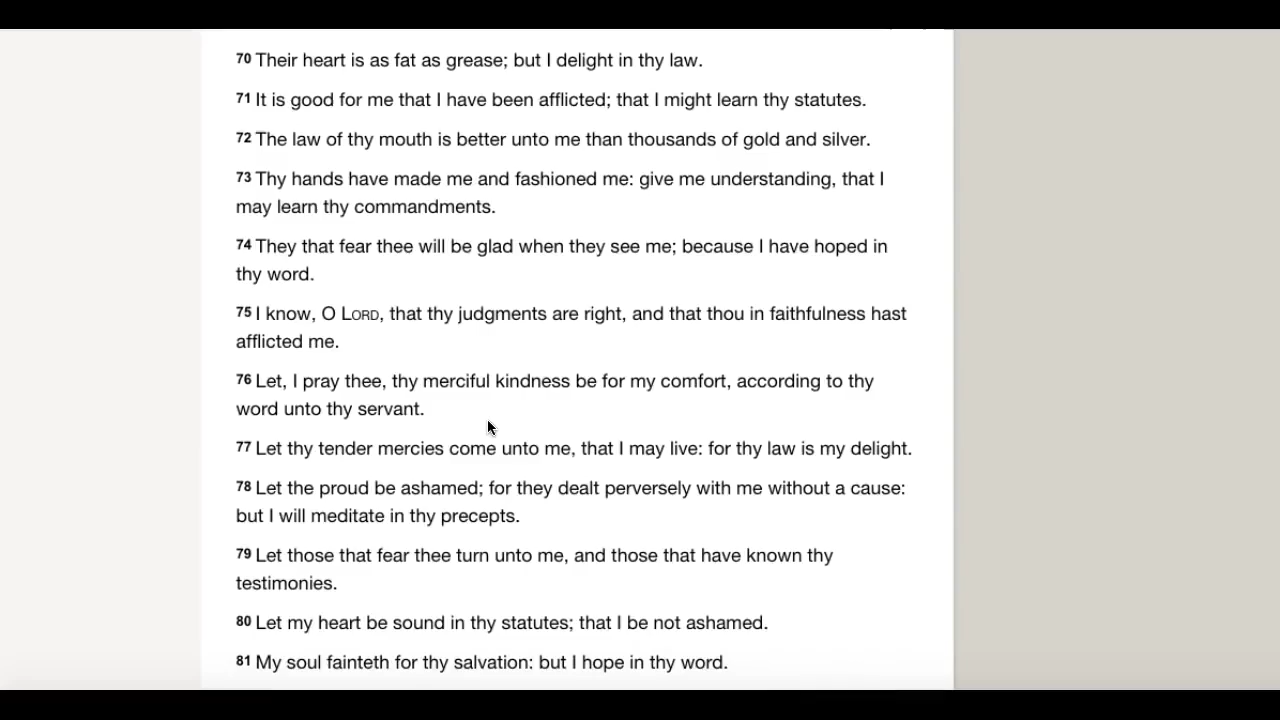 70 Their heart is as fat as grease; but I delight in thy law.
71 It is good for me that I have been afflicted; that I might learn thy statutes.
72 The law of thy mouth is better unto me than thousands of gold and silver.
73 Thy hands have made me and fashioned me: give me understanding, that I
may learn thy commandments.
74 They that fear thee will be glad when they see me; because I have hoped in
thy word.
75 I know, O LORD, that thy judgments are right, and that thou in faithfulness hast
afflicted me.
76 Let, I pray thee, thy merciful kindness be for my comfort, according to thy
word unto thy servant.
77 Let thy tender mercies come unto me, that I may live: for thy law is my delight.
78 Let the proud be ashamed; for they dealt perversely with me without a cause:
but I will meditate in thy precepts.
79 Let those that fear thee turn unto me, and those that have known thy
testimonies.
80 Let my heart be sound in thy statutes; that I be not ashamed.
81 My soul fainteth for thy salvation: but I hope in thy word.